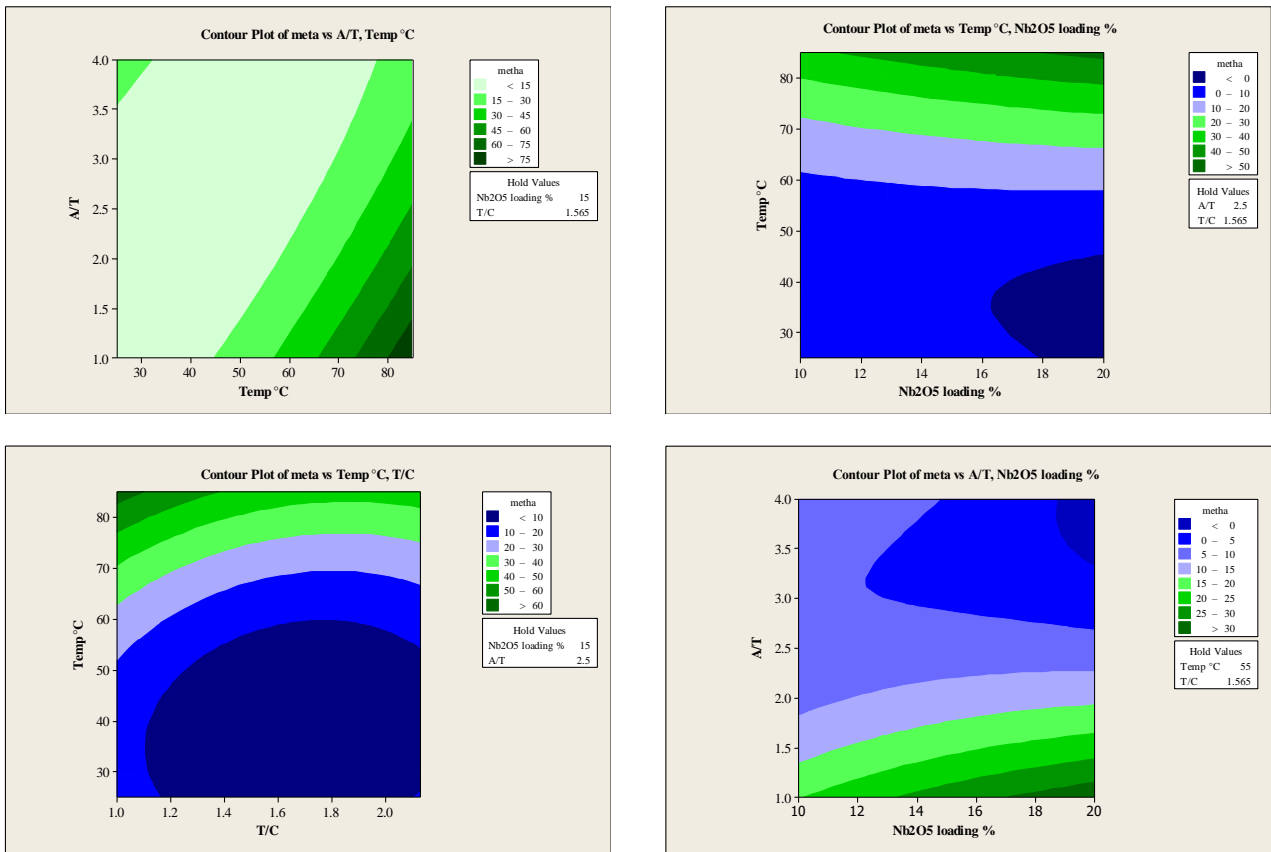 Contour Plot of meta vs A/T, Temp °C
4.0
3.5
3.0
2.5
2.0
1.5
1.0
A/T
30 40 50 60 70 80
Temp °C
metha
< 15
15 – 30
30 – 45
45 – 60
60 – 75
> 75
Hold Values
Nb2O5 loading % 15
T/C 1.565
Contour Plot of meta vs Temp °C, Nb2O5 loading %
80
70
60
50
40
30
Temp °C
10 12 14 16 18 20
Nb2O5 loading %
metha
< 0
0 – 10
10 – 20
20 – 30
30 – 40
40 – 50
> 50
Hold Values
A/T 2.5
T/C 1.565
Contour Plot of meta vs Temp °C, T/C
80
70
60
50
40
30
Temp °C
1.0 1.2 1.4 1.6 1.8 2.0
T/C
metha
< 10
10 – 20
20 – 30
30 – 40
40 – 50
50 – 60
> 60
Hold Values
Nb2O5 loading % 15
A/T 2.5
Contour Plot of meta vs A/T, Nb2O5 loading %
4.0
3.5
3.0
2.5
2.0
1.5
1.0
A/T
10 12 14 16 18 20
Nb2O5 loading %
metha
< 0
0 – 5
5 – 10
10 – 15
15 – 20
20 – 25
25 – 30
> 30
Hold Values
Temp °C 55
T/C 1.565